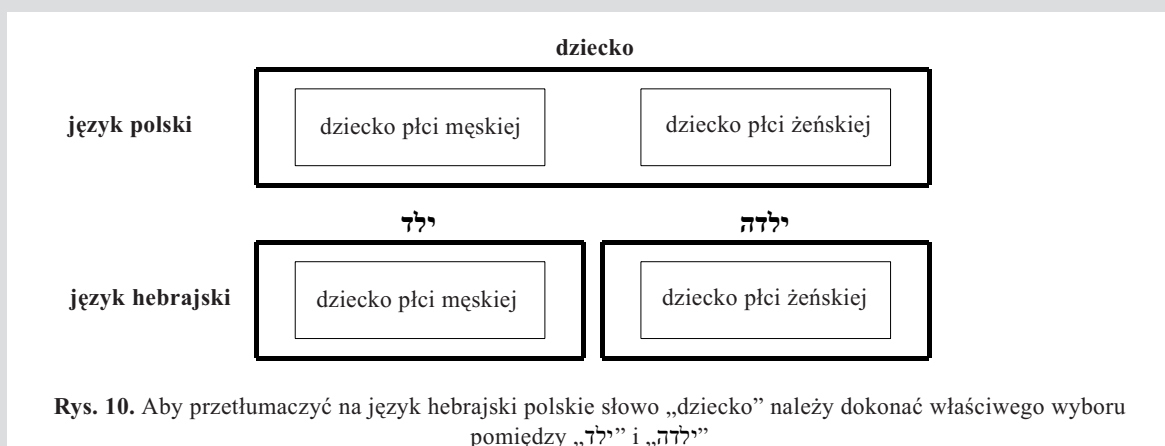 dziecko
język polski
dziecko płci męskiej
dziecko płci żeńskiej
ילד
ילדה
język hebrajski
dziecko płci męskiej
dziecko płci żeńskiej
Rys. 10. Aby przetłumaczyć na język hebrajski polskie słowo „dziecko” należy dokonać właściwego wyboru
pomiędzy „ילד” i „ילדה”